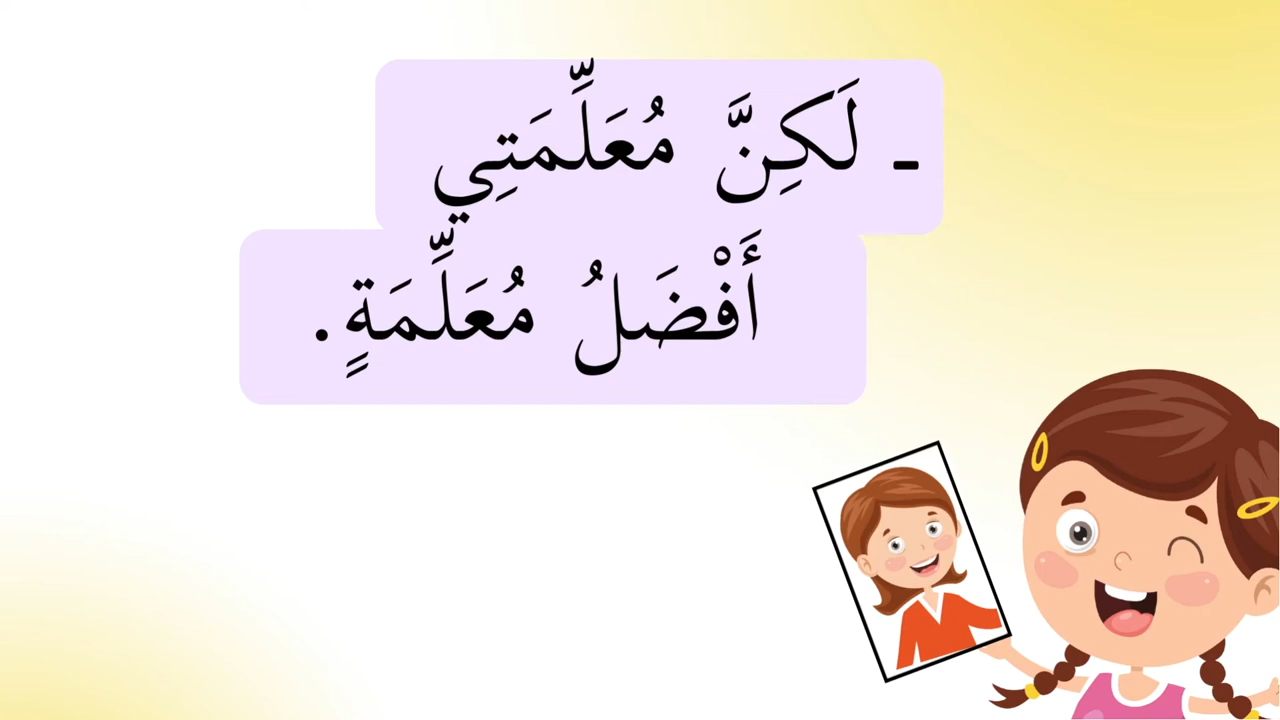 ـ لَكِنَّ مُعَلِّمَتِي
أَفْضَلُ مُعَلِّمَةٍ.